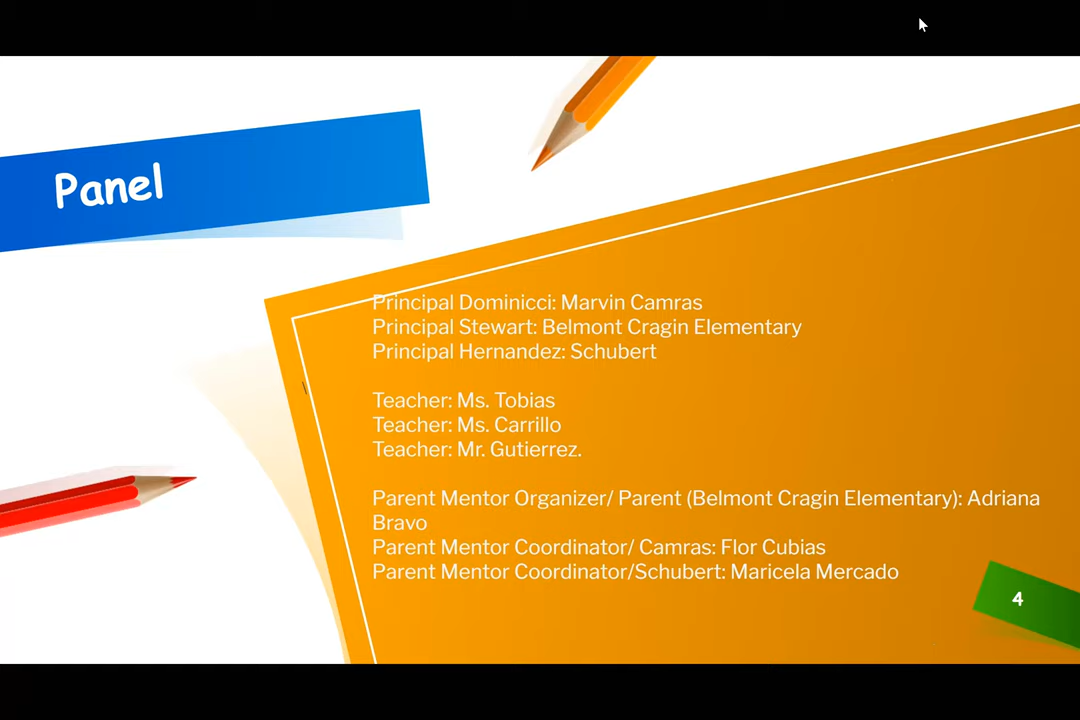 Panel
Principal Dominicci: Marvin Camras
Principal Stewart: Belmont Cragin Elementary
Principal Hernandez: Schubert
Teacher: Ms. Tobias
Teacher: Ms. Carrillo
Teacher: Mr. Gutierrez.
Parent Mentor Organizer/ Parent (Belmont Cragin Elementary): Adriana
Bravo
Parent Mentor Coordinator/ Camras: Flor Cubias
Parent Mentor Coordinator/Schubert: Maricela Mercado
4